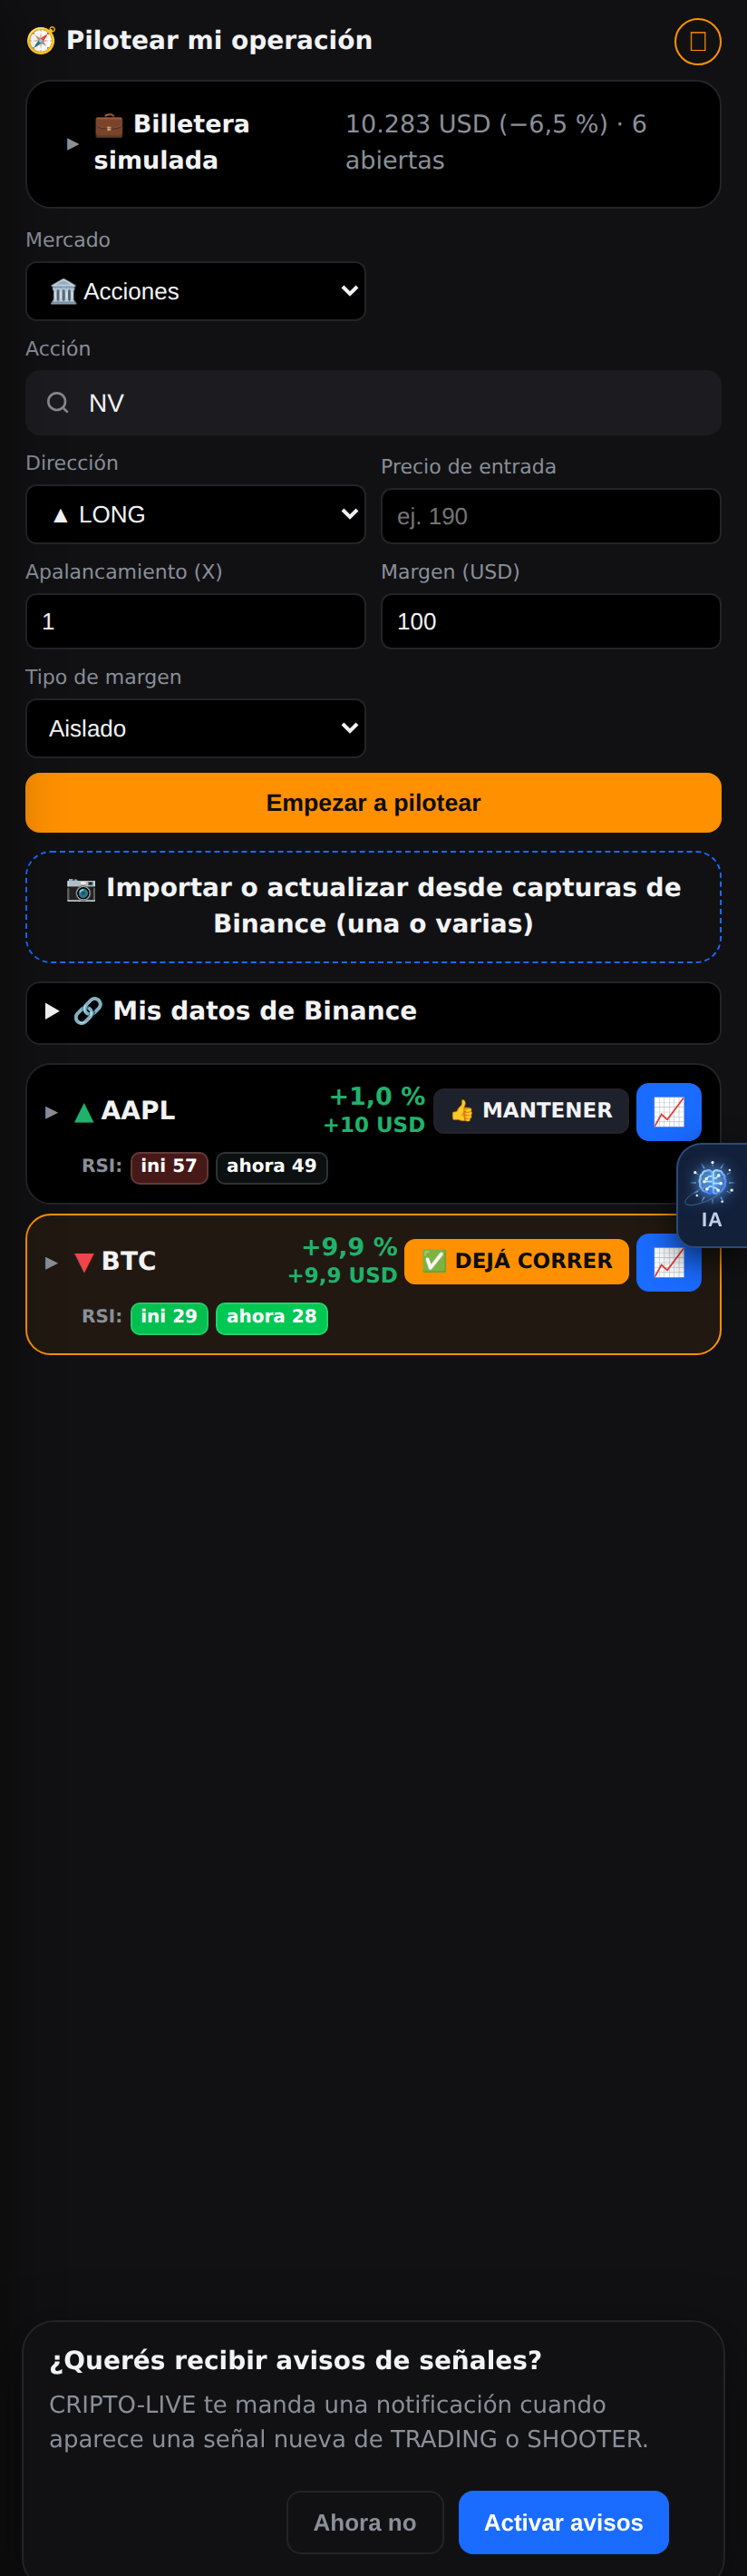 🧭 Pilotear mi operación
▶ 💼 Billetera simulada
10.283 USD (−6,5 %) · 6 abiertas
Mercado
🏛️ Acciones
Acción
NV
Dirección
Precio de entrada
▲ LONG
ej. 190
Apalancamiento (X)
Margen (USD)
1
100
Tipo de margen
Aislado
Empezar a pilotear
📷 Importar o actualizar desde capturas de
Binance (una o varias)
▶ 🔗 Mis datos de Binance
▶ ▲ AAPL
+1,0 %
+10 USD
👍 MANTENER
RSI: ini 57 ahora 49
IA
▶ ▼ BTC
+9,9 %
+9,9 USD
✅ DEJÁ CORRER
RSI: ini 29 ahora 28
¿Querés recibir avisos de señales?
CRIPTO-LIVE te manda una notificación cuando
aparece una señal nueva de TRADING o SHOOTER.
Ahora no
Activar avisos